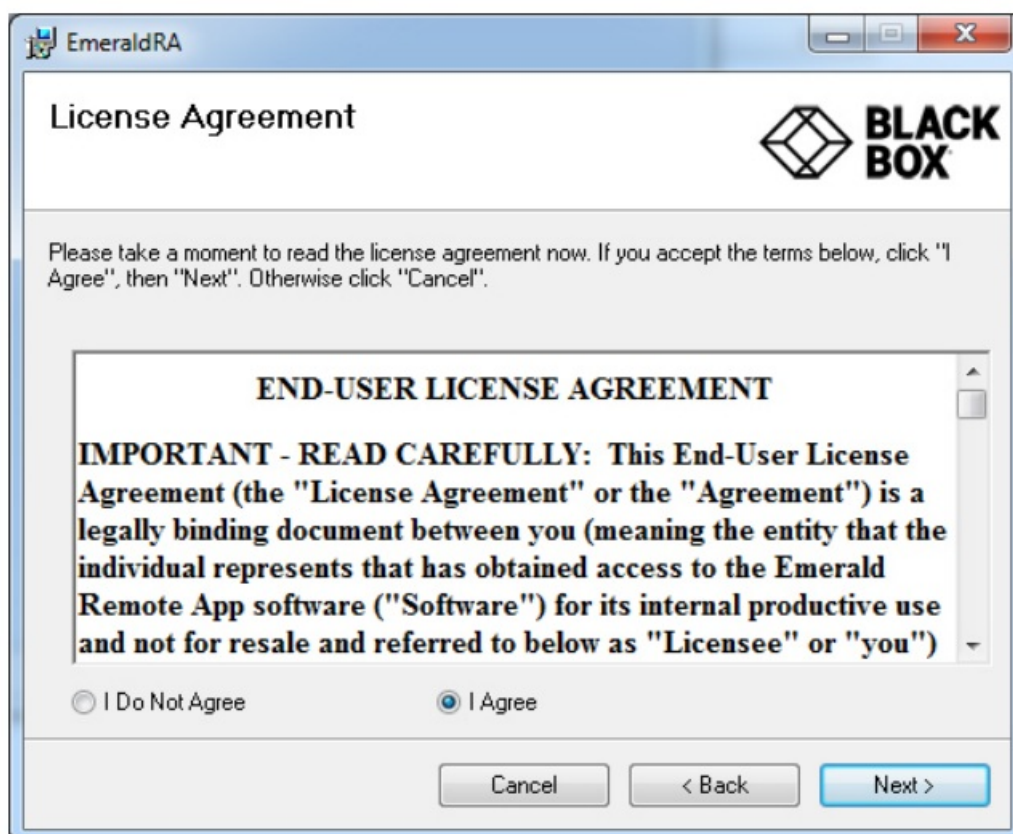 EmeraldRA
License Agreement
BLACK
BOX
Please take a moment to read the license agreement now. If you accept the terms below, click "I
Agree", then "Next". Otherwise click "Cancel".
END-USER LICENSE AGREEMENT
IMPORTANT - READ CAREFULLY: This End-User License
Agreement (the "License Agreement" or the "Agreement") is a
legally binding document between you (meaning the entity that the
individual represents that has obtained access to the Emerald
Remote App software ("Software") for its internal productive use
and not for resale and referred to below as "Licensee" or "you")
I Do Not Agree
I Agree
Cancel
< Back
Next >